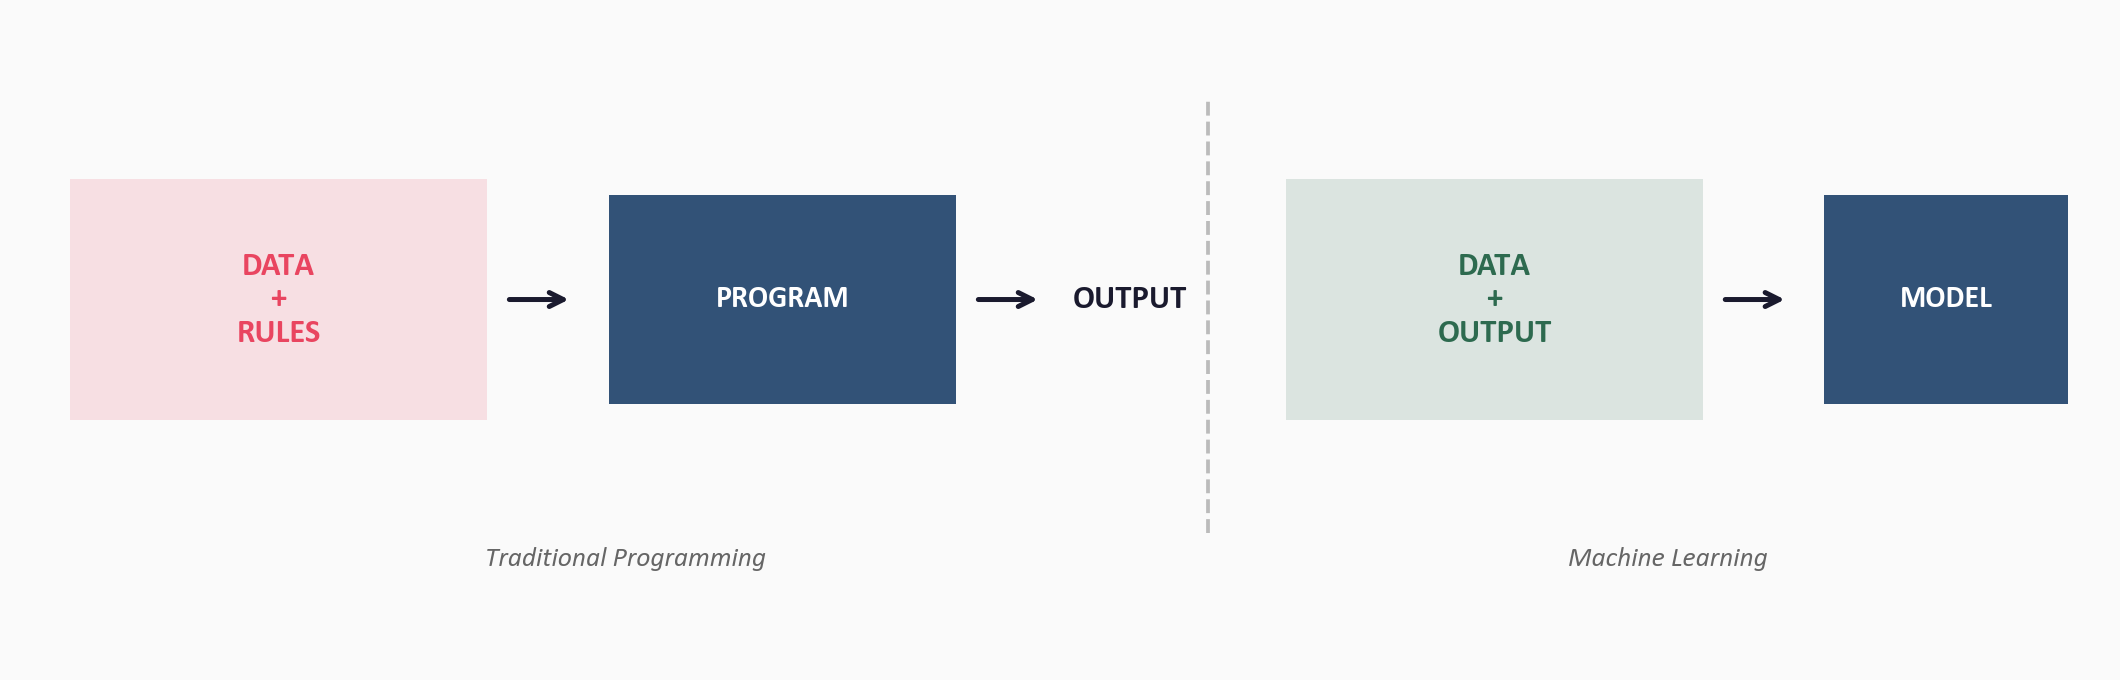 DATA
+
RULES
PROGRAM
OUTPUT
Traditional Programming
DATA
+
OUTPUT
MODEL
Machine Learning